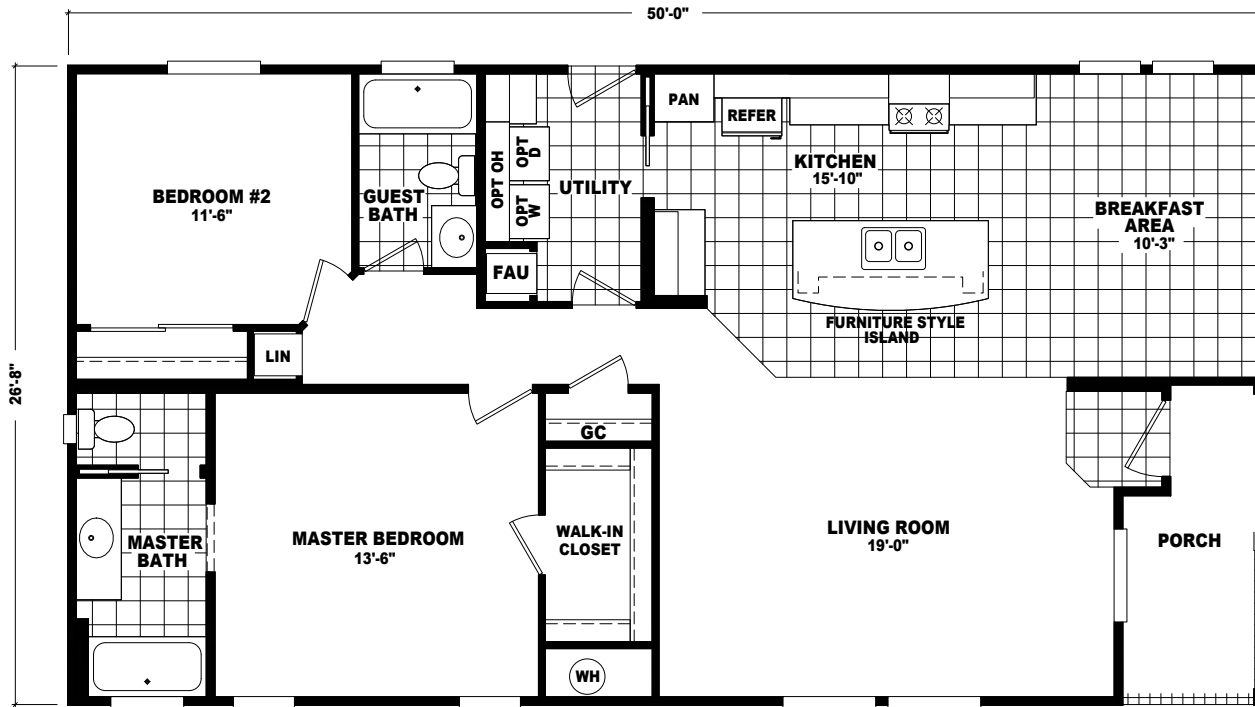 50'-0"
26'-8"
BEDROOM #2
11'-6"
GUEST
BATH
OPT OH
OPT
D
OPT
W
UTILITY
FAU
PAN
REFER
KITCHEN
15'-10"
BREAKFAST
AREA
10'-3"
FURNITURE STYLE
ISLAND
LIN
GC
MASTER
BATH
MASTER BEDROOM
13'-6"
WALK-IN
CLOSET
WH
LIVING ROOM
19'-0"
PORCH